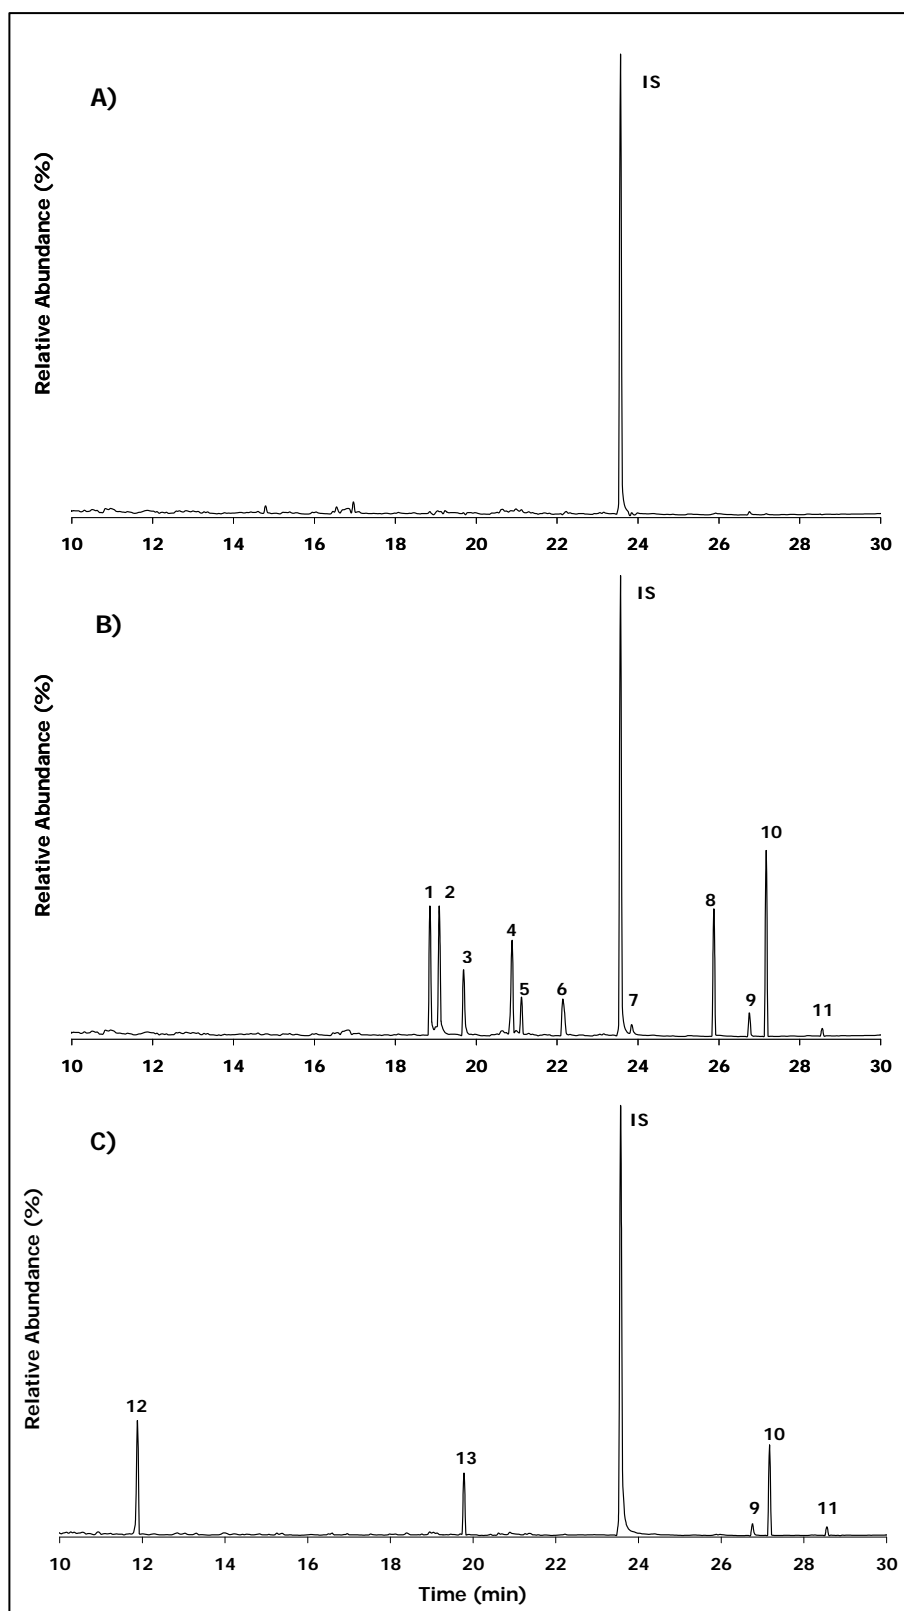 A)
IS
Relative Abundance (%)
10 12 14 16 18 20 22 24 26 28 30
B)
IS
Relative Abundance (%)
1 2 3 4 5 6 7 8 9 10 11
10 12 14 16 18 20 22 24 26 28 30
C)
IS
Relative Abundance (%)
12 13 9 10 11
10 12 14 16 18 20 22 24 26 28 30
Time (min)